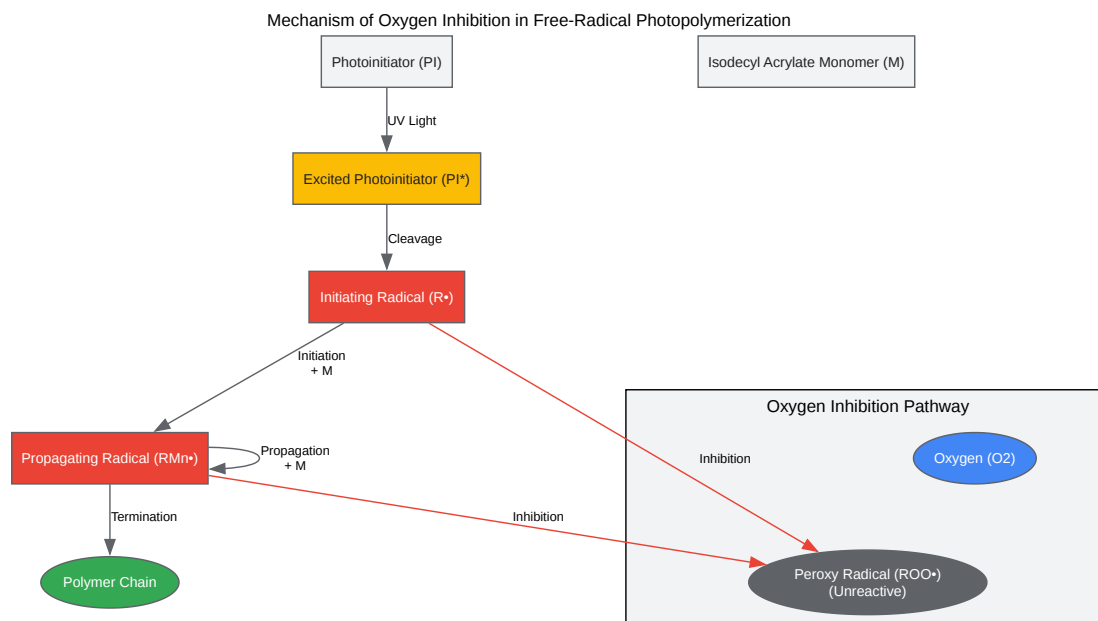 Mechanism of Oxygen Inhibition in Free-Radical Photopolymerization
Photoinitiator (PI)
Isodecyl Acrylate Monomer (M)
UV Light
Excited Photoinitiator (PI*)
Cleavage
Initiating Radical (R•)
Initiation
+ M
Oxygen Inhibition Pathway
Propagating Radical (RMn•)
Propagation
+ M
Inhibition
Oxygen (O2)
Termination
Inhibition
Polymer Chain
Peroxy Radical (ROO•)
(Unreactive)